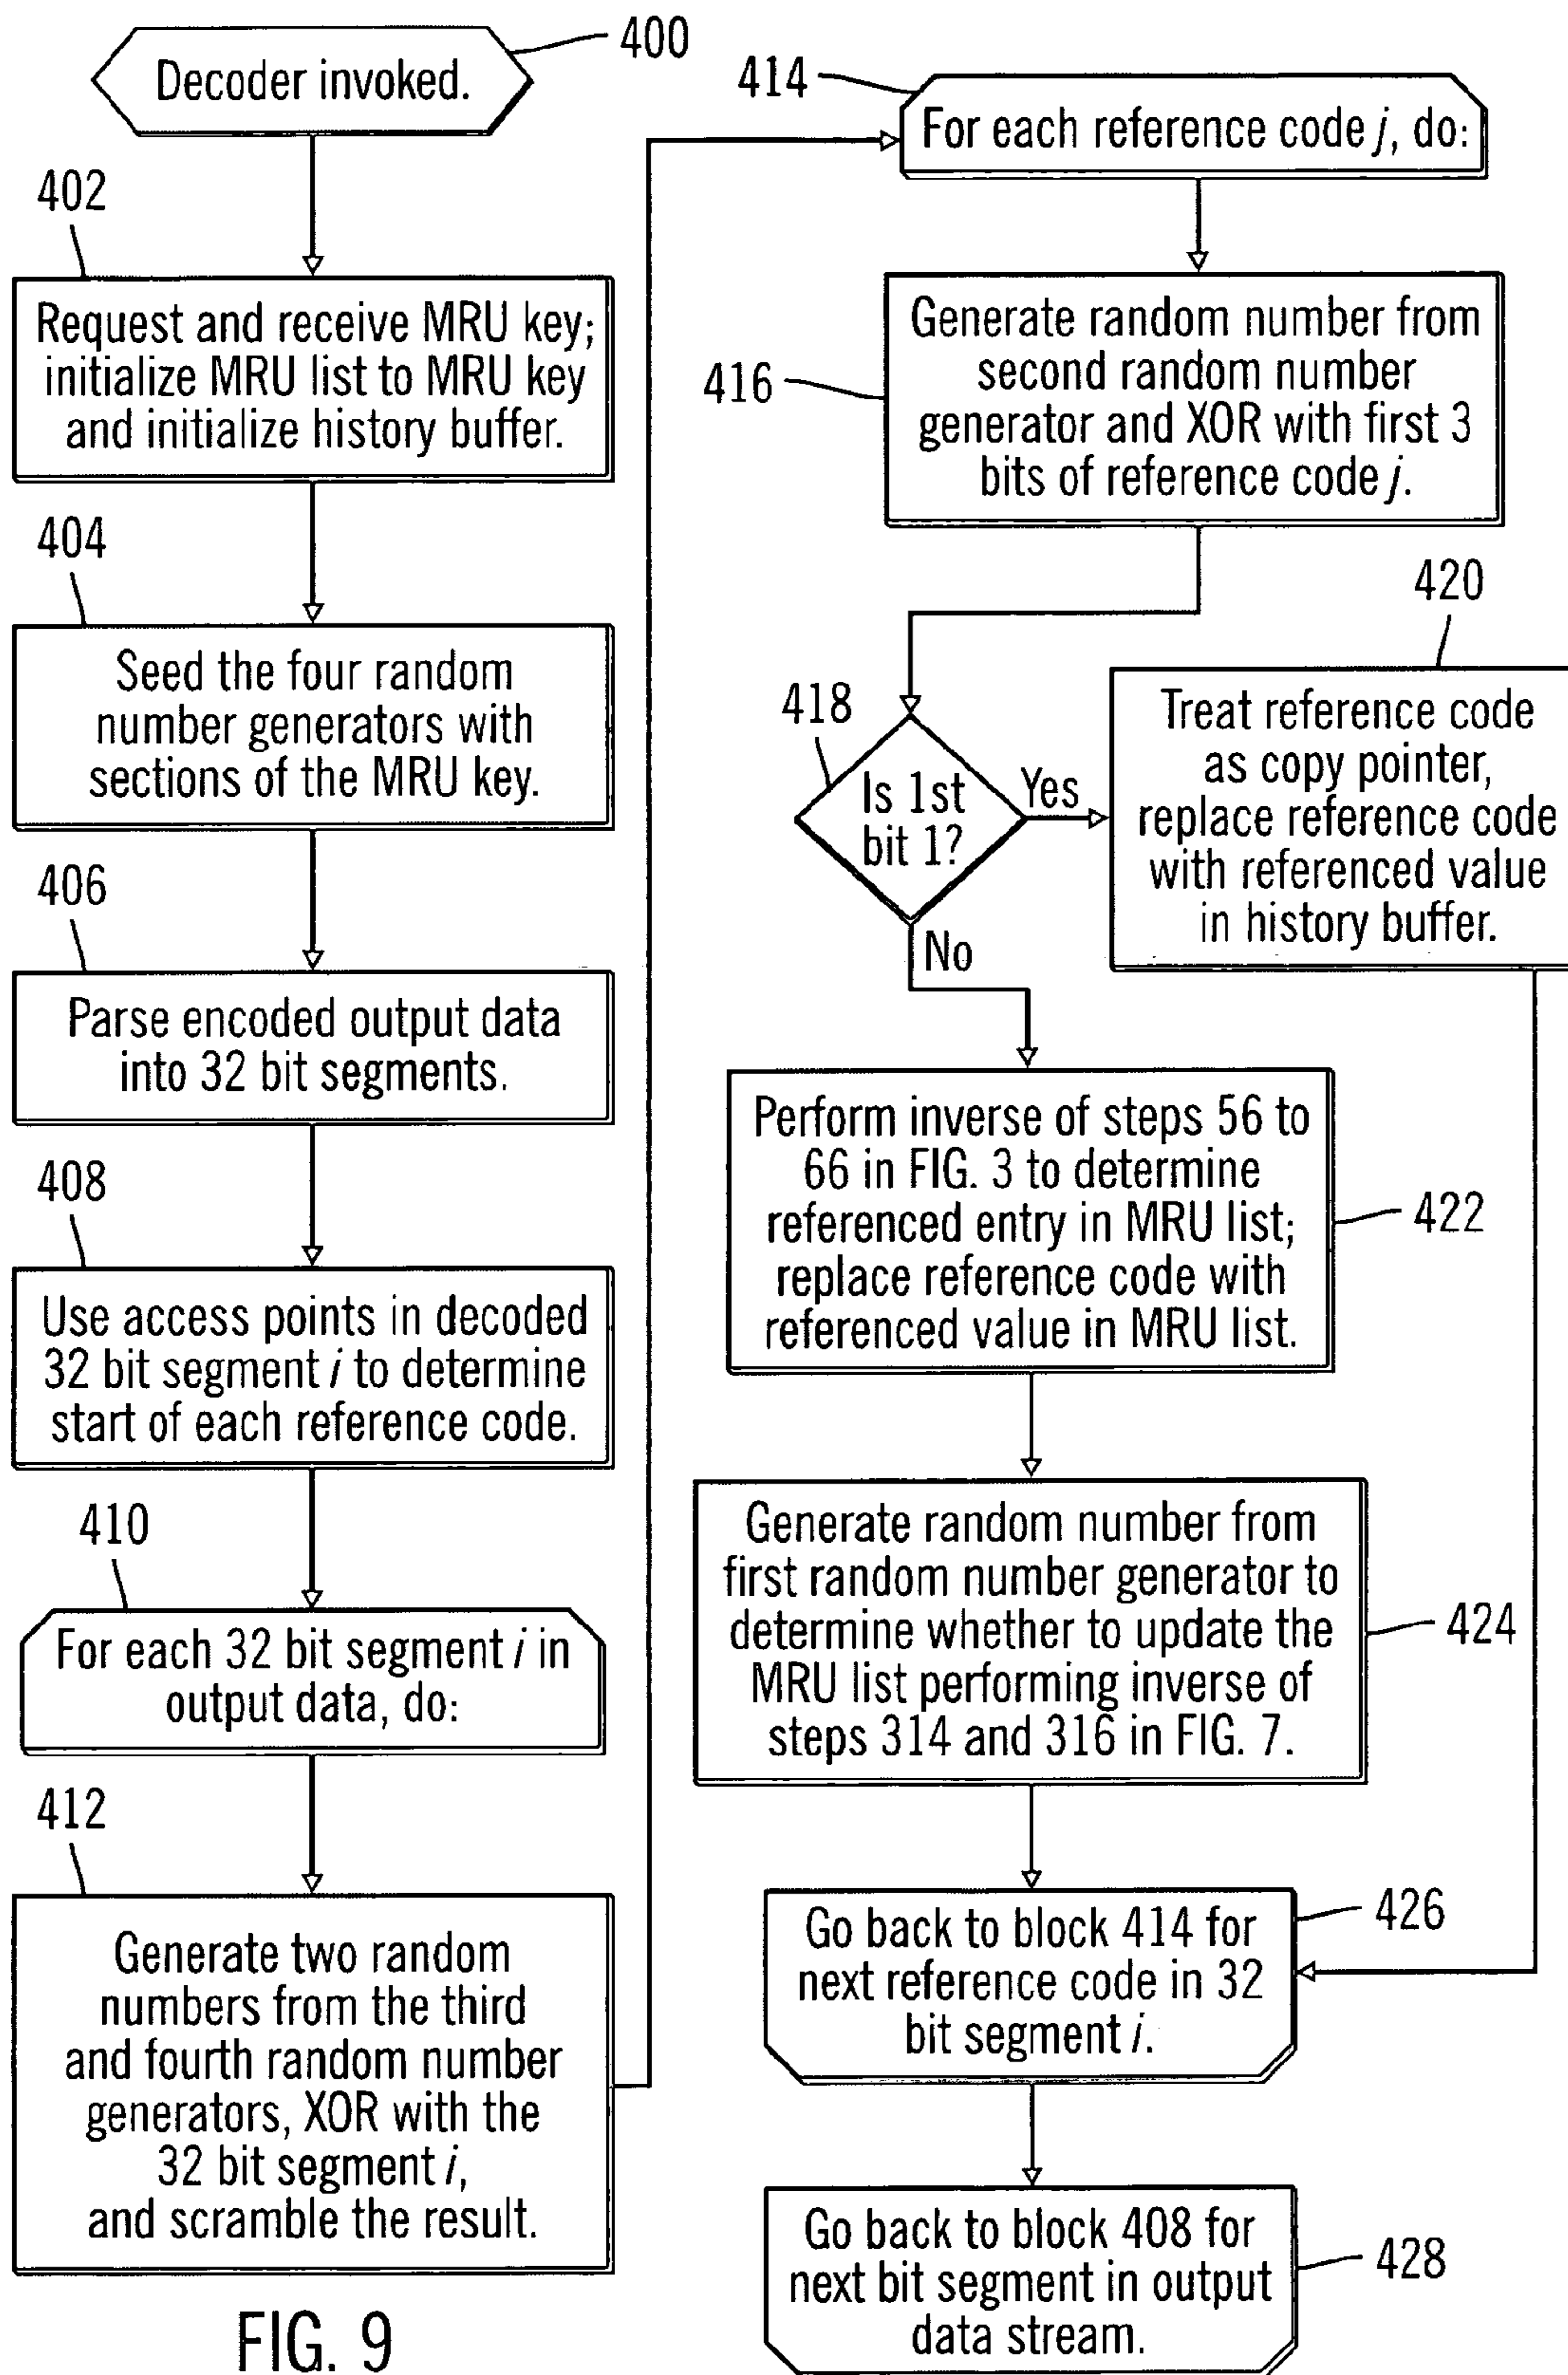 400
Decoder invoked.
402
Request and receive MRU key;
initialize MRU list to MRU key
and initialize history buffer.
404
Seed the four random
number generators with
sections of the MRU key.
406
Parse encoded output data
into 32 bit segments.
408
Use access points in decoded
32 bit segment i to determine
start of each reference code.
410
For each 32 bit segment i in
output data, do:
412
Generate two random
numbers from the third
and fourth random number
generators, XOR with the
32 bit segment i,
and scramble the result.
414
For each reference code j, do:
416
Generate random number from
second random number
generator and XOR with first 3
bits of reference code j.
418
Is 1st
bit 1?
Yes
No
420
Treat reference code
as copy pointer,
replace reference code
with referenced value
in history buffer.
Perform inverse of steps 56 to
66 in FIG. 3 to determine
referenced entry in MRU list;
replace reference code with
referenced value in MRU list.
422
Generate random number from
first random number generator to
determine whether to update the
MRU list performing inverse of
steps 314 and 316 in FIG. 7.
424
Go back to block 414 for
next reference code in 32
bit segment i.
426
Go back to block 408 for
next bit segment in output
data stream.
428
FIG. 9